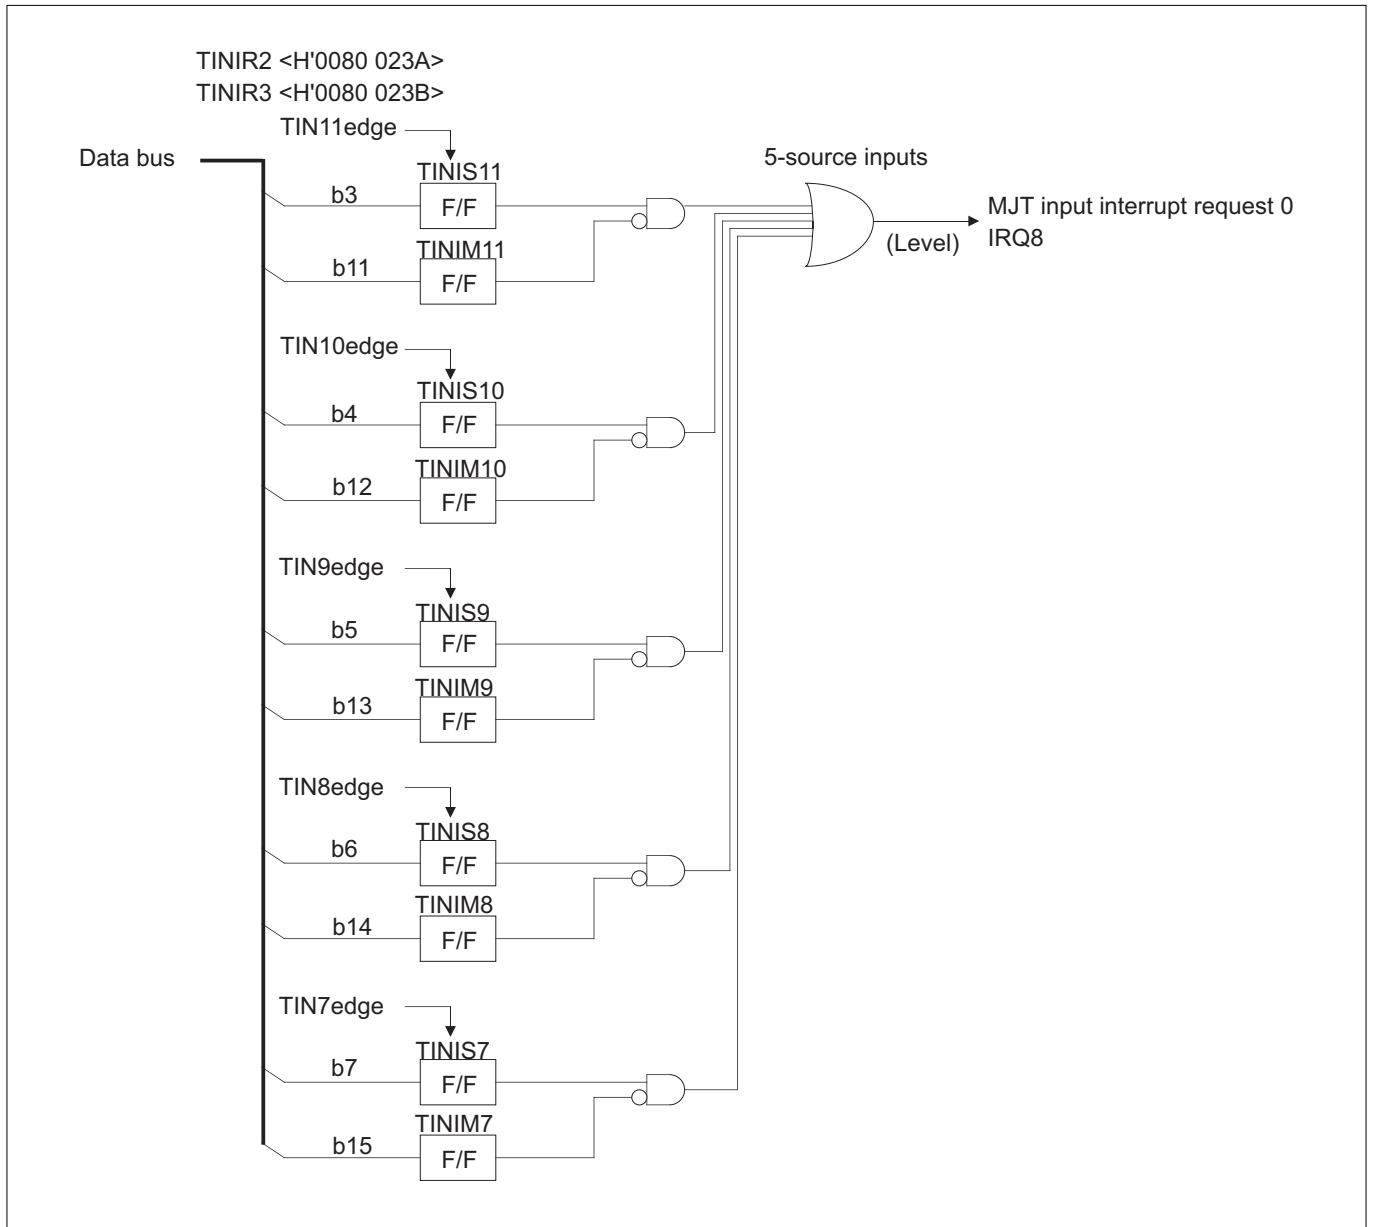 TINIR2 <H'0080 023A>
TINIR3 <H'0080 023B>
TIN11edge
Data bus
TINIS11
5-source inputs
b3
F/F
MJT input interrupt request 0
(Level)
IRQ8
TINIM11
b11
F/F
TIN10edge
TINIS10
b4
F/F
TINIM10
b12
F/F
TIN9edge
TINIS9
b5
F/F
TINIM9
b13
F/F
TIN8edge
TINIS8
b6
F/F
TINIM8
b14
F/F
TIN7edge
TINIS7
b7
F/F
TINIM7
b15
F/F